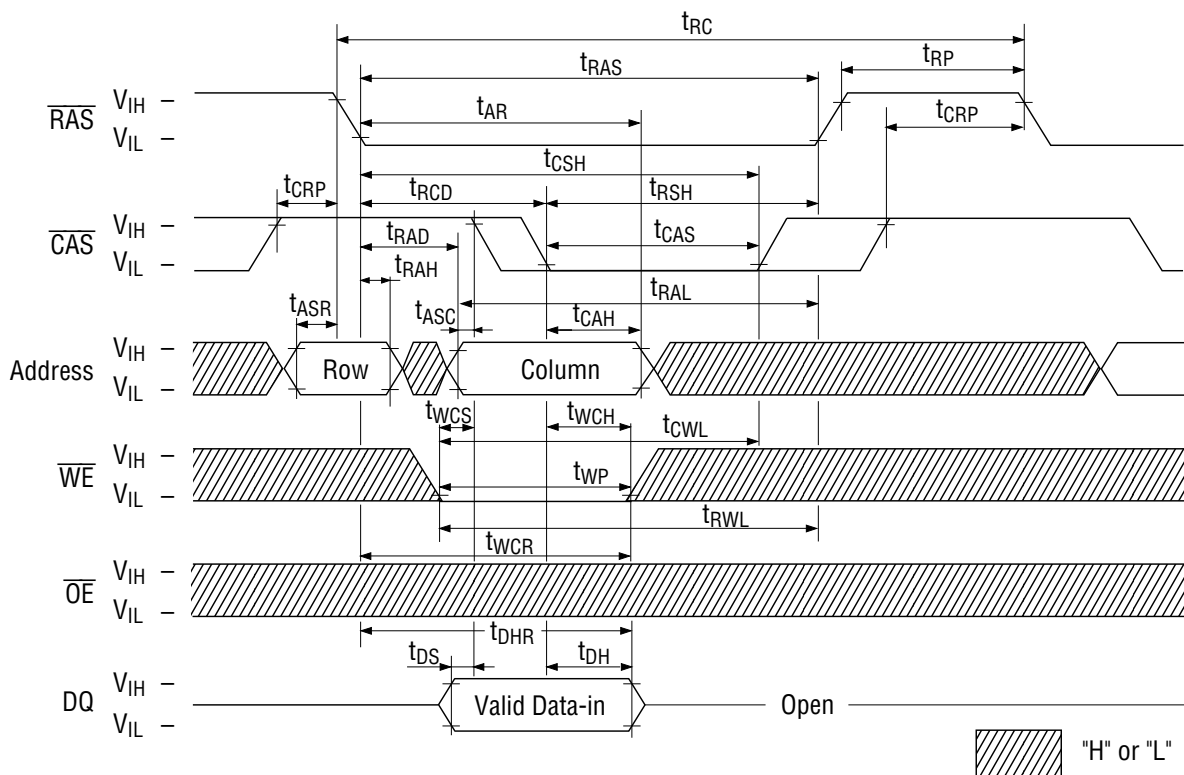 tRC
tRAS
tRP
RAS
VIH –
VIL –
tAR
tCRP
tCSH
tCRP
tRCD
tRSH
CAS
VIH –
VIL –
tRAD
tCAS
tRAH
tRAL
tASR
tASC
tCAH
Address
VIH –
VIL –
Row
Column
tWCS
tWCH
tCWL
WE
VIH –
VIL –
tWP
tRWL
tWCR
OE
VIH –
VIL –
tDHR
tDS
tDH
DQ
VIH –
VIL –
Valid Data-in
Open
"H" or "L"